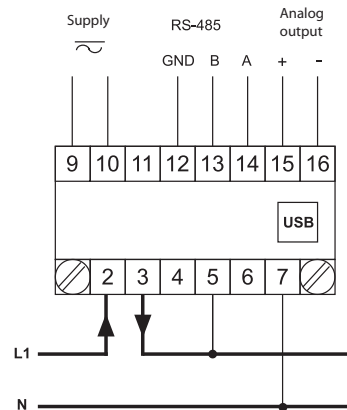 Supply RS-485 Analog output
GND B A + -
9 10 11 12 13 14 15 16
USB
2 3 4 5 6 7
L1
N